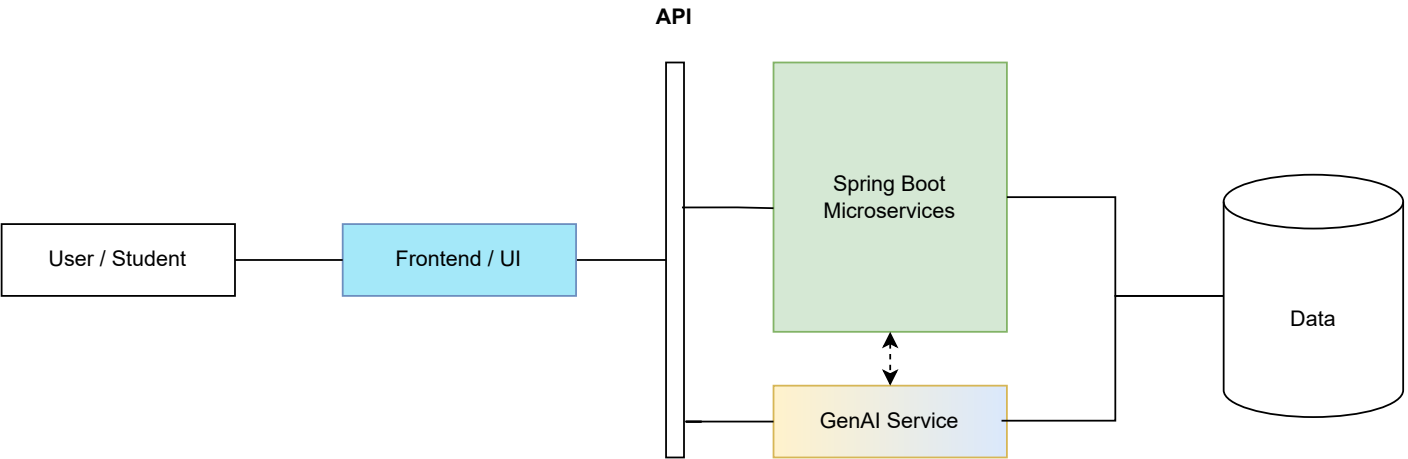 API
User / Student
Frontend / UI
Spring Boot
Microservices
GenAI Service
Data